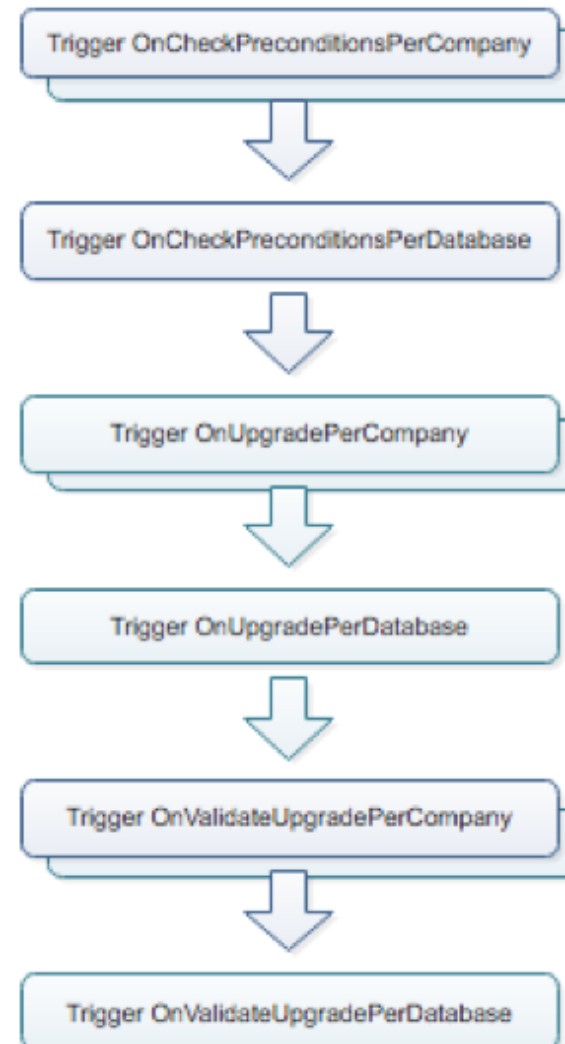 Trigger OnCheckPreconditionsPerCompany
Trigger OnCheckPreconditionsPerDatabase
Trigger OnUpgradePerCompany
Trigger OnUpgradePerDatabase
Trigger OnValidateUpgradePerCompany
Trigger OnValidateUpgradePerDatabase